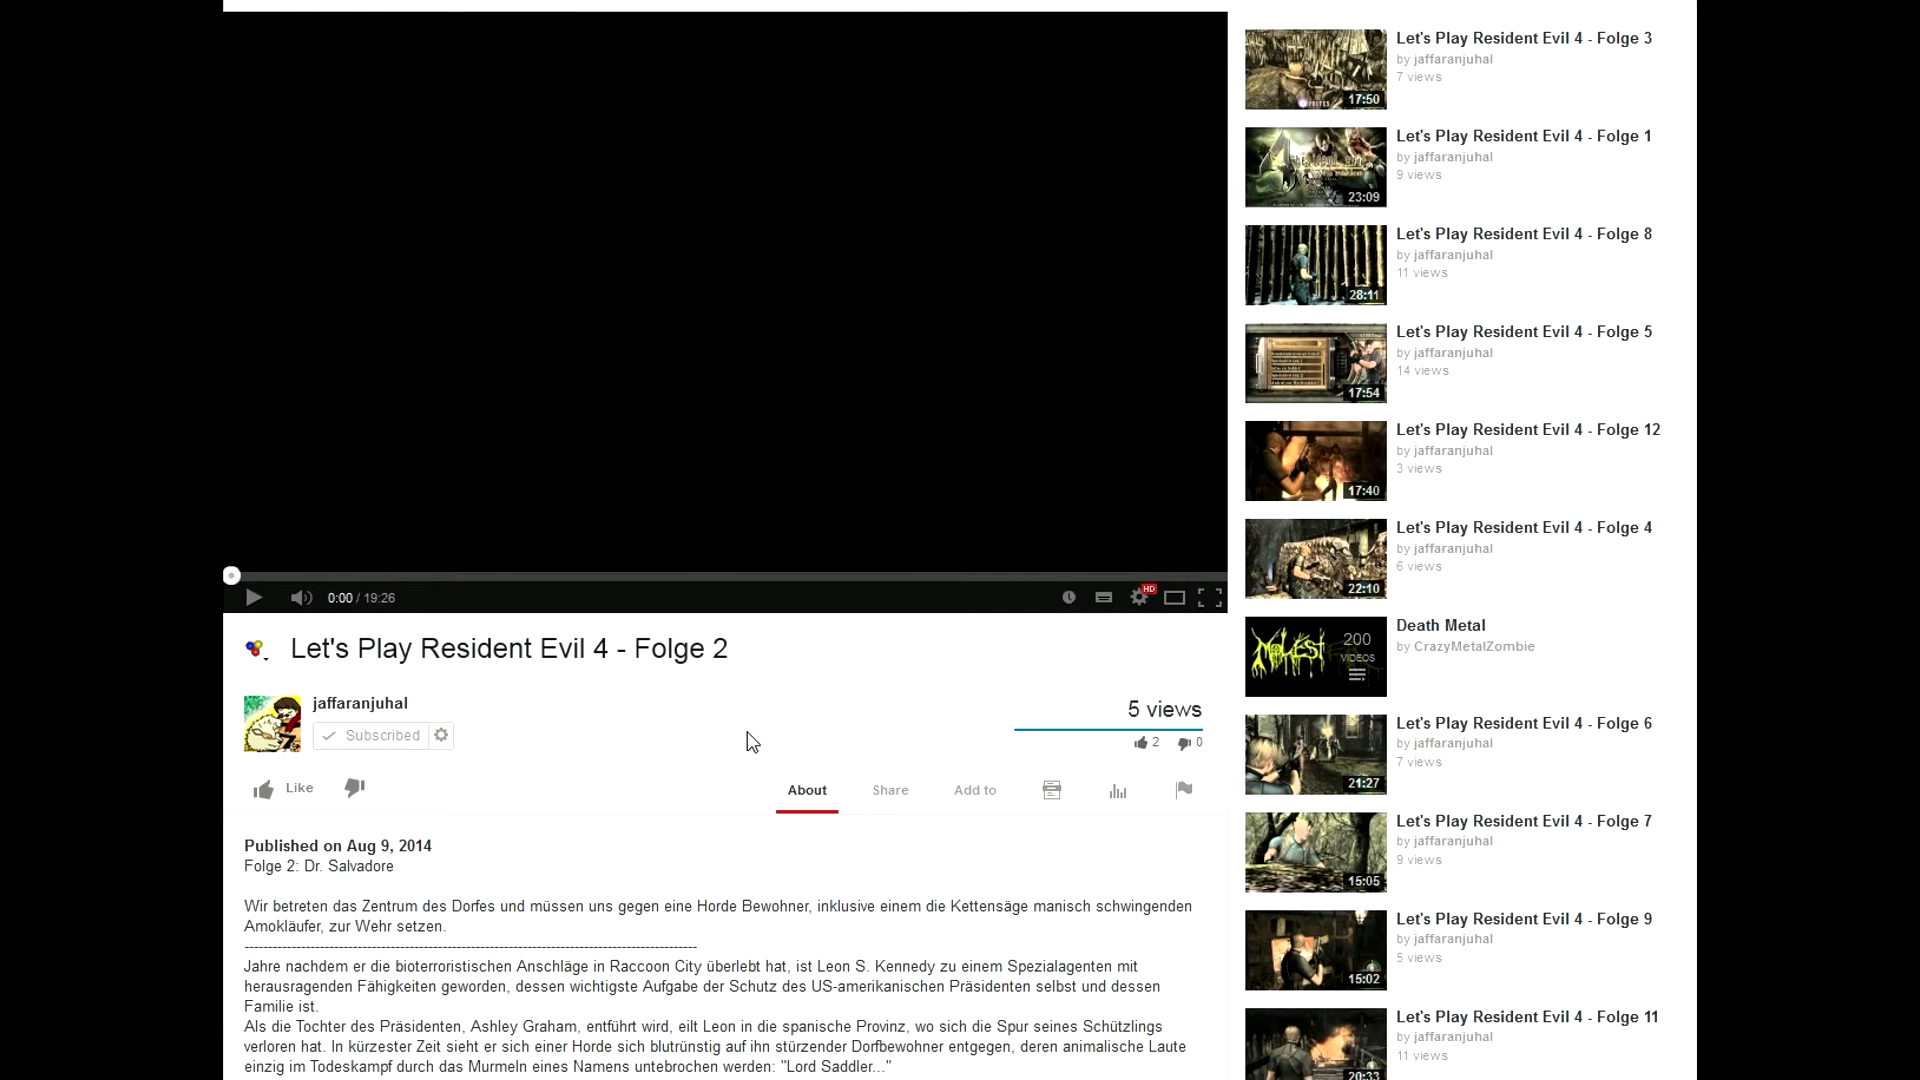 0:00 / 19:26
HD
Let's Play Resident Evil 4 - Folge 2
jaffaranjuhal
Subscribed
5 views
2 0
Like
About Share Add to
Published on Aug 9, 2014
Folge 2: Dr. Salvadore
Wir betreten das Zentrum des Dorfes und müssen uns gegen eine Horde Bewohner, inklusive einem die Kettensäge manisch schwingenden
Amokläufer, zur Wehr setzen.
-------------------------------------------------------------------------------------------------
Jahre nachdem er die bioterroristischen Anschläge in Raccoon City überlebt hat, ist Leon S. Kennedy zu einem Spezialagenten mit
herausragenden Fähigkeiten geworden, dessen wichtigste Aufgabe der Schutz des US-amerikanischen Präsidenten selbst und dessen
Familie ist.
Als die Tochter des Präsidenten, Ashley Graham, entführt wird, eilt Leon in die spanische Provinz, wo sich die Spur seines Schützlings
verloren hat. In kürzester Zeit sieht er sich einer Horde sich blutrünstig auf ihn stürzender Dorfbewohner entgegen, deren animalische Laute
einzig im Todeskampf durch das Murmeln eines Namens untebrochen werden: "Lord Saddler..."
Let's Play Resident Evil 4 - Folge 3
by jaffaranjuhal
7 views
17:50
Let's Play Resident Evil 4 - Folge 1
by jaffaranjuhal
9 views
23:09
Let's Play Resident Evil 4 - Folge 8
by jaffaranjuhal
11 views
28:11
Let's Play Resident Evil 4 - Folge 5
by jaffaranjuhal
14 views
17:54
Let's Play Resident Evil 4 - Folge 12
by jaffaranjuhal
3 views
17:40
Let's Play Resident Evil 4 - Folge 4
by jaffaranjuhal
6 views
22:10
Death Metal
by CrazyMetalZombie
MOLEST
200
VIDEOS
Let's Play Resident Evil 4 - Folge 6
by jaffaranjuhal
7 views
21:27
Let's Play Resident Evil 4 - Folge 7
by jaffaranjuhal
9 views
15:05
Let's Play Resident Evil 4 - Folge 9
by jaffaranjuhal
5 views
15:02
Let's Play Resident Evil 4 - Folge 11
by jaffaranjuhal
11 views
20:33